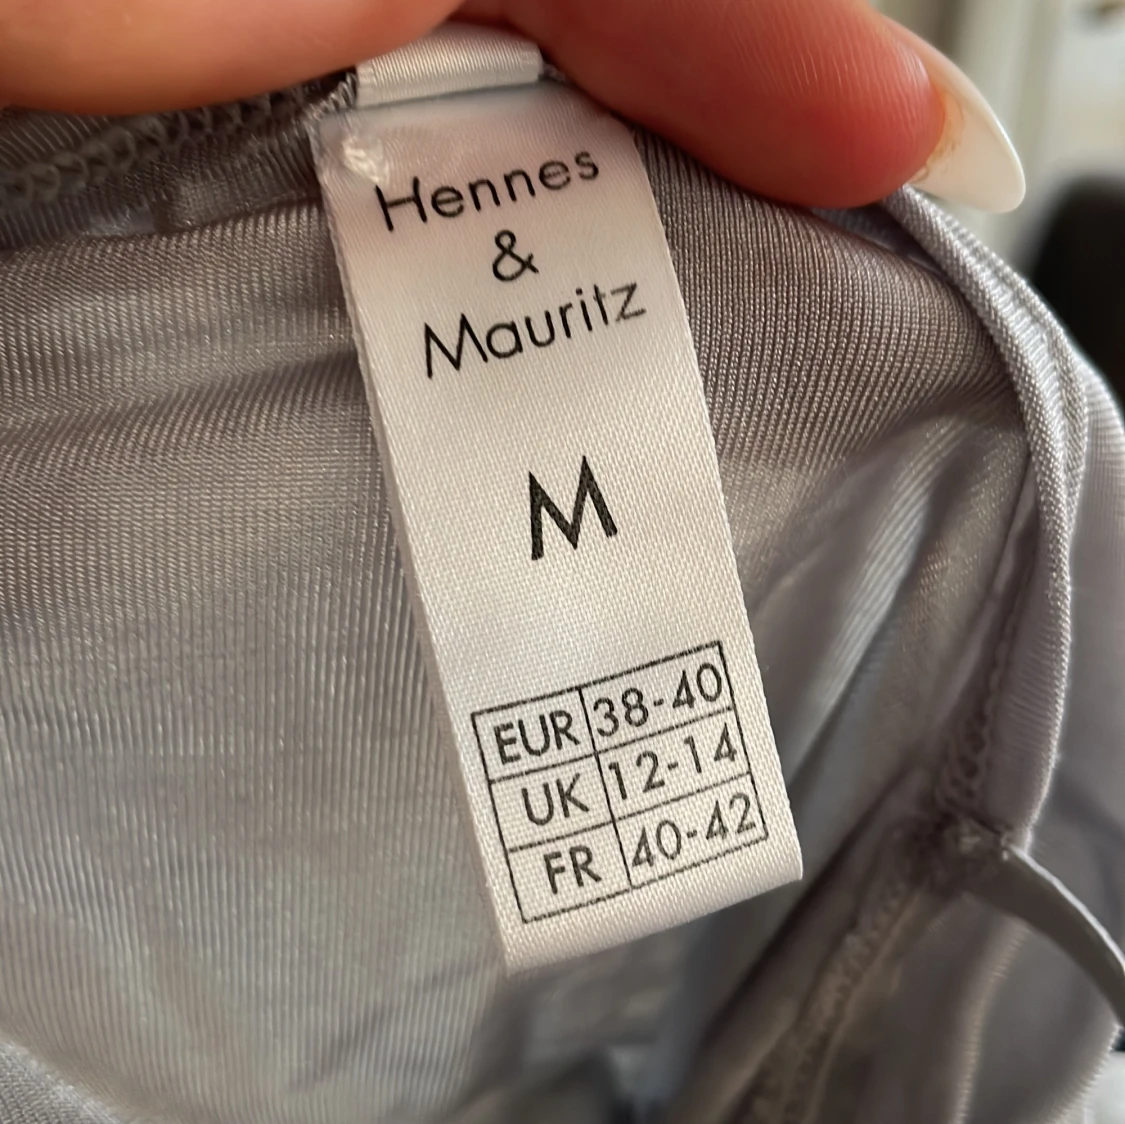 Hennes
&
Mauritz
M
EUR 38-40
UK 12-14
FR 40-42